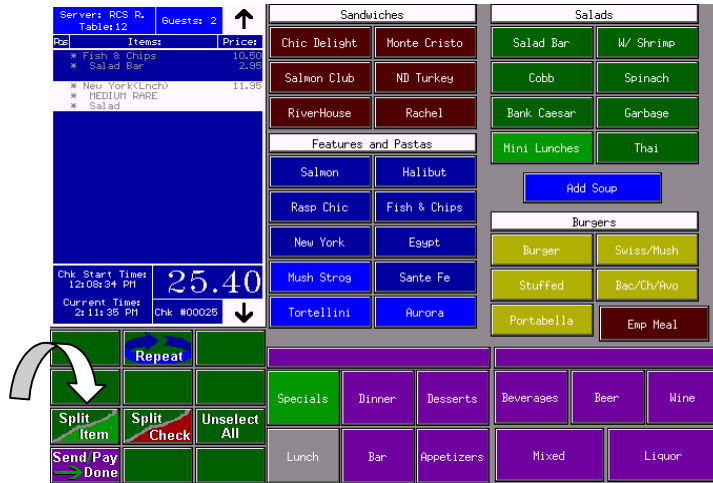 Server: RCS R.
Table:12
Guests: 2
Pos Items: Price:
* Fish & Chips 10.50
* Salad Bar 2.95
* New York(Lnch) 11.95
* MEDIUM RARE
* Salad
Chk Start Time:
12:08:34 PM
25.40
Current Time:
2:11:35 PM
Chk #00025
Sandwiches
Chic Delight Monte Cristo
Salmon Club ND Turkey
RiverHouse Rachel
Features and Pastas
Salmon Halibut
Rasp Chic Fish & Chips
New York Egypt
Mush Strog Sante Fe
Tortellini Aurora
Salads
Salad Bar W/ Shrimp
Cobb Spinach
Bank Caesar Garbage
Mini Lunches Thai
Add Soup
Burgers
Burger Swiss/Mush
Stuffed Bac/Ch/Avo
Portabella Emp Meal
Repeat
Split Item
Split Check
Unselect All
Send/Pay Done
Specials Dinner Desserts
Lunch Bar Appetizers
Beverages Beer Wine
Mixed Liquor